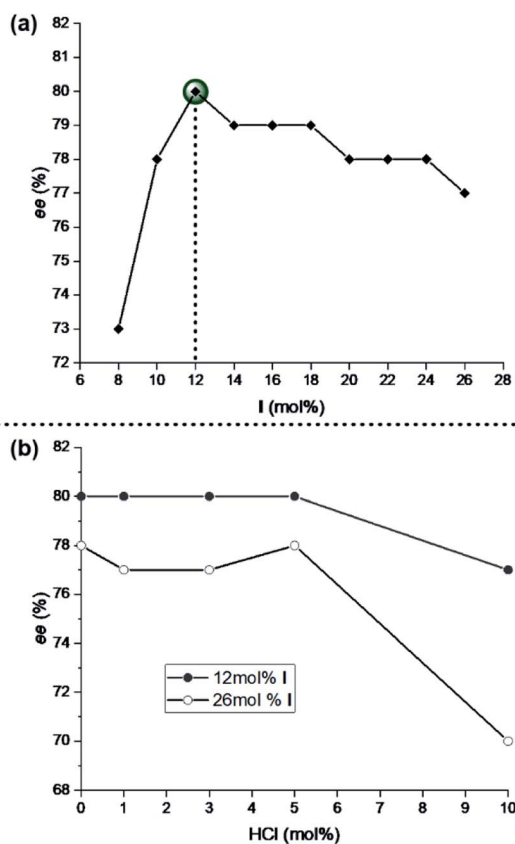 (a)
82
81
80
79
78
77
76
75
74
73
72
ee (%)
6 8 10 12 14 16 18 20 22 24 26 28
I (mol%)
(b)
82
80
78
76
74
72
70
68
ee (%)
12mol% I
26mol % I
0 1 2 3 4 5 6 7 8 9 10
HCl (mol%)